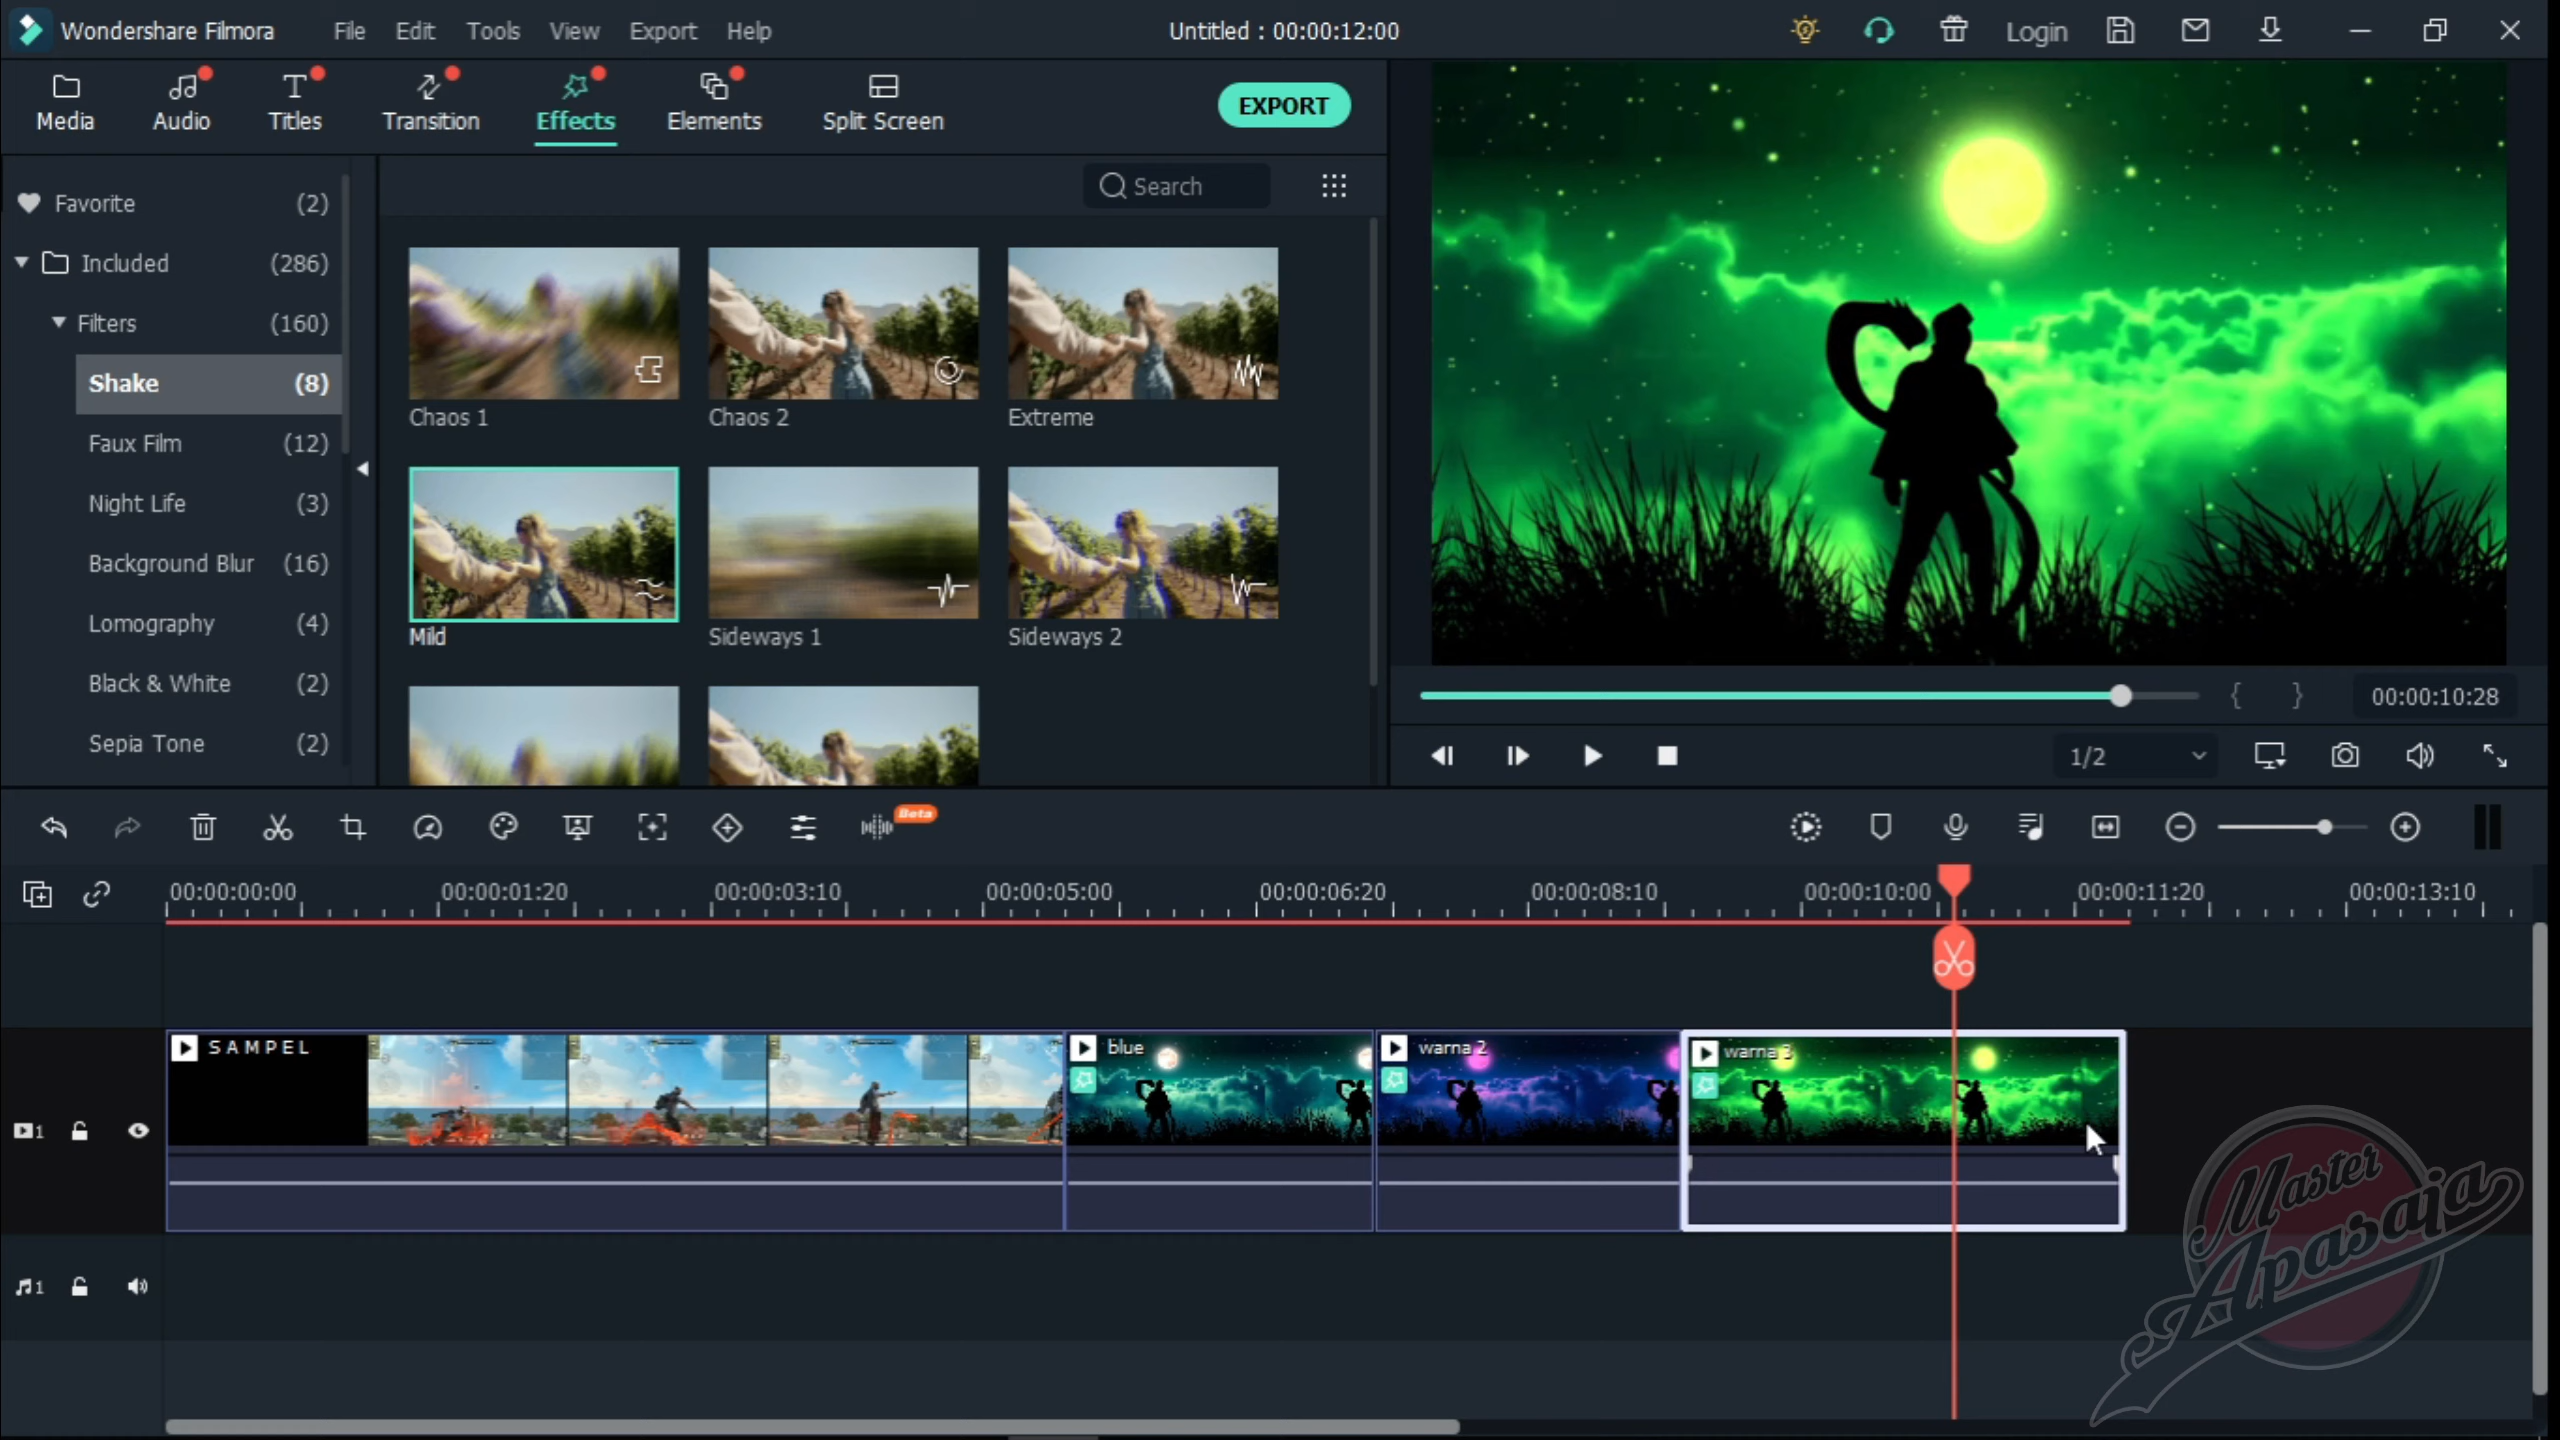 Wondershare Filmora File Edit Tools View Export Help Untitled : 00:00:12:00 Login
Media Audio Titles Transition Effects Elements Split Screen EXPORT
Search
Favorite (2)
Included (286)
Filters (160)
Shake (8)
Faux Film (12)
Night Life (3)
Background Blur (16)
Lomography (4)
Black & White (2)
Sepia Tone (2)
Chaos 1 Chaos 2 Extreme
Mild Sideways 1 Sideways 2
{ } 00:00:10:28
1/2
Beta
00:00:00:00 00:00:01:20 00:00:03:10 00:00:05:00 00:00:06:20 00:00:08:10 00:00:10:00 00:00:11:20 00:00:13:10
SAMPEL blue warna 2 warna 3
1
1
Master
Apasaja